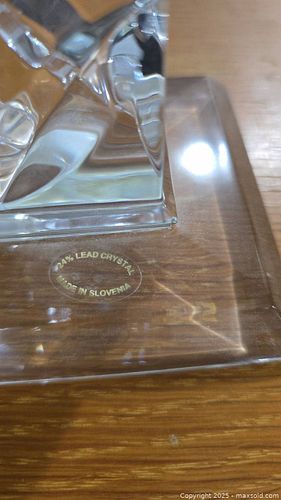 24% LEAD CRYSTAL
MADE IN SLOVENIA
Copyright © 2025 - maxsold.com